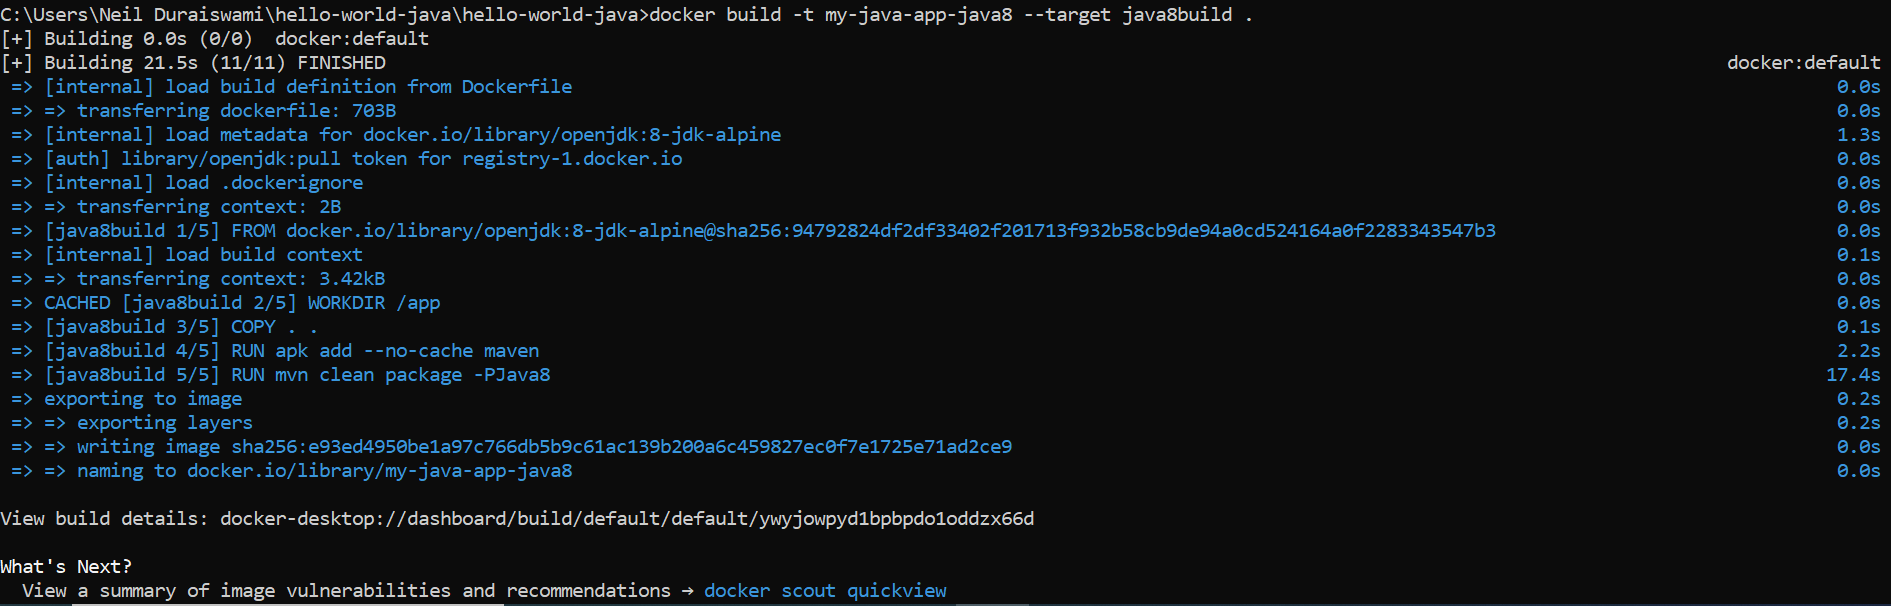 C:\Users\Neil Duraiswami\hello-world-java\hello-world-java>docker build -t my-java-app-java8 --target java8build .
[+] Building 0.0s (0/0)  docker:default
[+] Building 21.5s (11/11) FINISHED docker:default
=> [internal] load build definition from Dockerfile 0.0s
=> => transferring dockerfile: 703B 0.0s
=> [internal] load metadata for docker.io/library/openjdk:8-jdk-alpine 1.3s
=> [auth] library/openjdk:pull token for registry-1.docker.io 0.0s
=> [internal] load .dockerignore 0.0s
=> => transferring context: 2B 0.0s
=> [java8build 1/5] FROM docker.io/library/openjdk:8-jdk-alpine@sha256:94792824df2df33402f201713f932b58cb9de94a0cd524164a0f2283343547b3 0.0s
=> [internal] load build context 0.1s
=> => transferring context: 3.42kB 0.0s
=> CACHED [java8build 2/5] WORKDIR /app 0.0s
=> [java8build 3/5] COPY . . 0.1s
=> [java8build 4/5] RUN apk add --no-cache maven 2.2s
=> [java8build 5/5] RUN mvn clean package -PJava8 17.4s
=> exporting to image 0.2s
=> => exporting layers 0.2s
=> => writing image sha256:e93ed4950be1a97c766db5b9c61ac139b200a6c459827ec0f7e1725e71ad2ce9 0.0s
=> => naming to docker.io/library/my-java-app-java8 0.0s
View build details: docker-desktop://dashboard/build/default/default/ywyjowpyd1bpbpdo1oddzx66d
What's Next?
View a summary of image vulnerabilities and recommendations → docker scout quickview